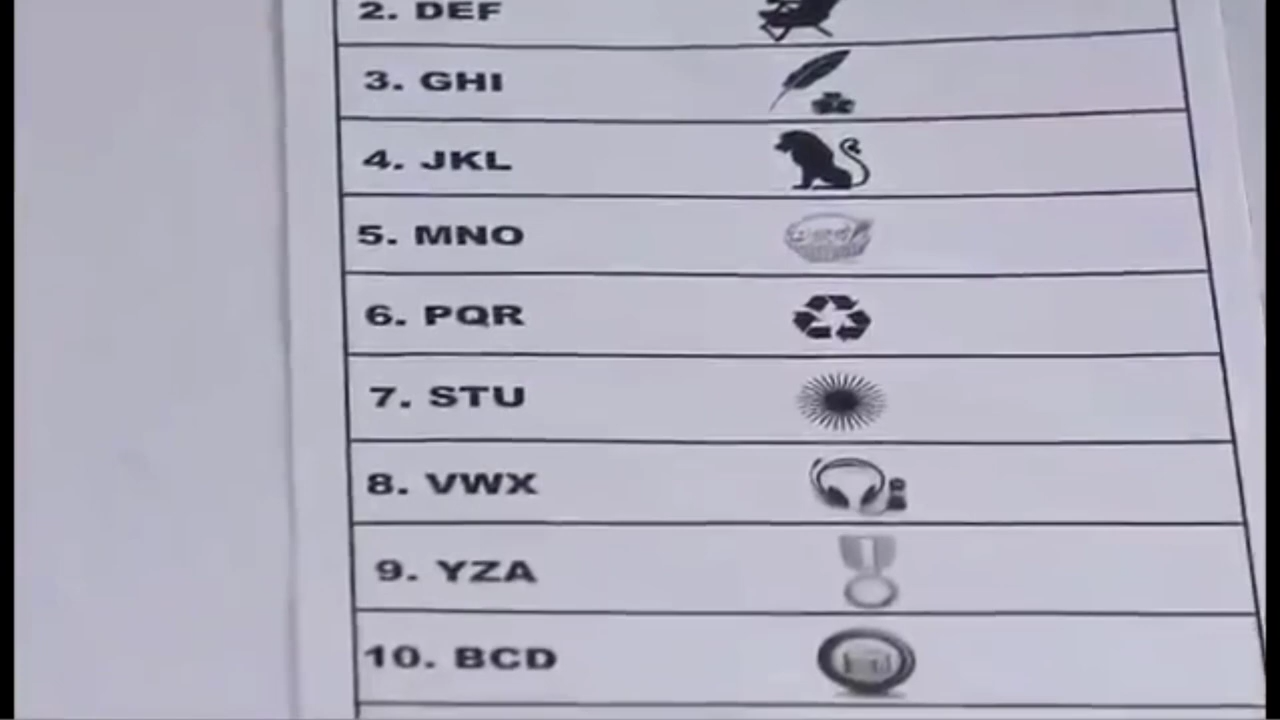 2. DEF
3. GHI
4. JKL
5. MNO
6. PQR
7. STU
8. VWX
9. YZA
10. BCD